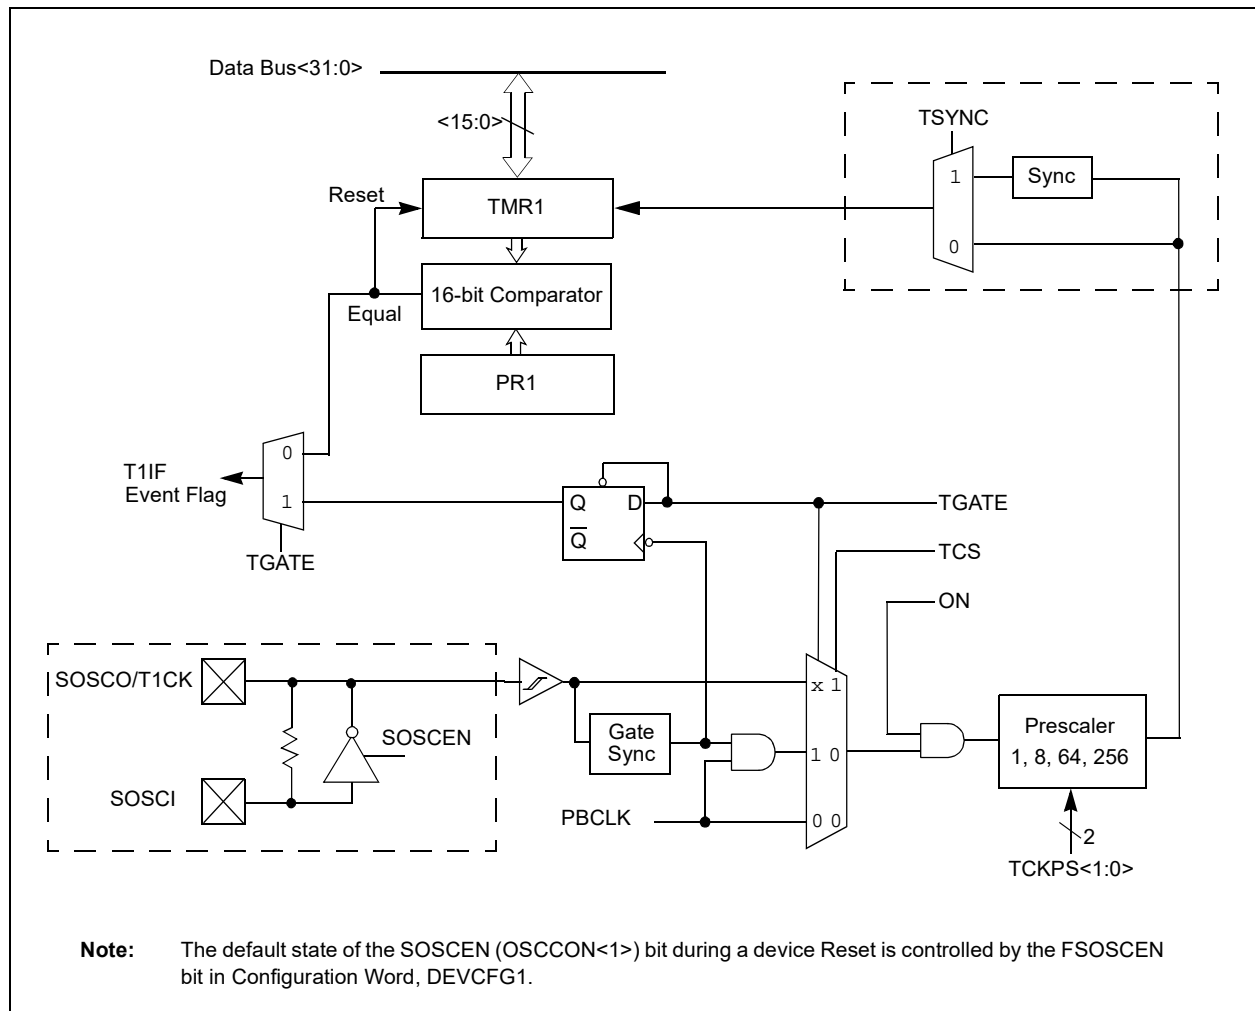 Data Bus<31:0>
<15:0>
TSYNC
1
Sync
0
Reset
TMR1
16-bit Comparator
Equal
PR1
T1IF
Event Flag
0
1
TGATE
Q
D
Q
TGATE
TCS
ON
SOSCO/T1CK
SOSCEN
SOSCI
Gate
Sync
PBCLK
x 1
1 0
0 0
Prescaler
1, 8, 64, 256
2
TCKPS<1:0>
Note: The default state of the SOSCEN (OSCCON<1>) bit during a device Reset is controlled by the FSOSCEN
bit in Configuration Word, DEVCFG1.